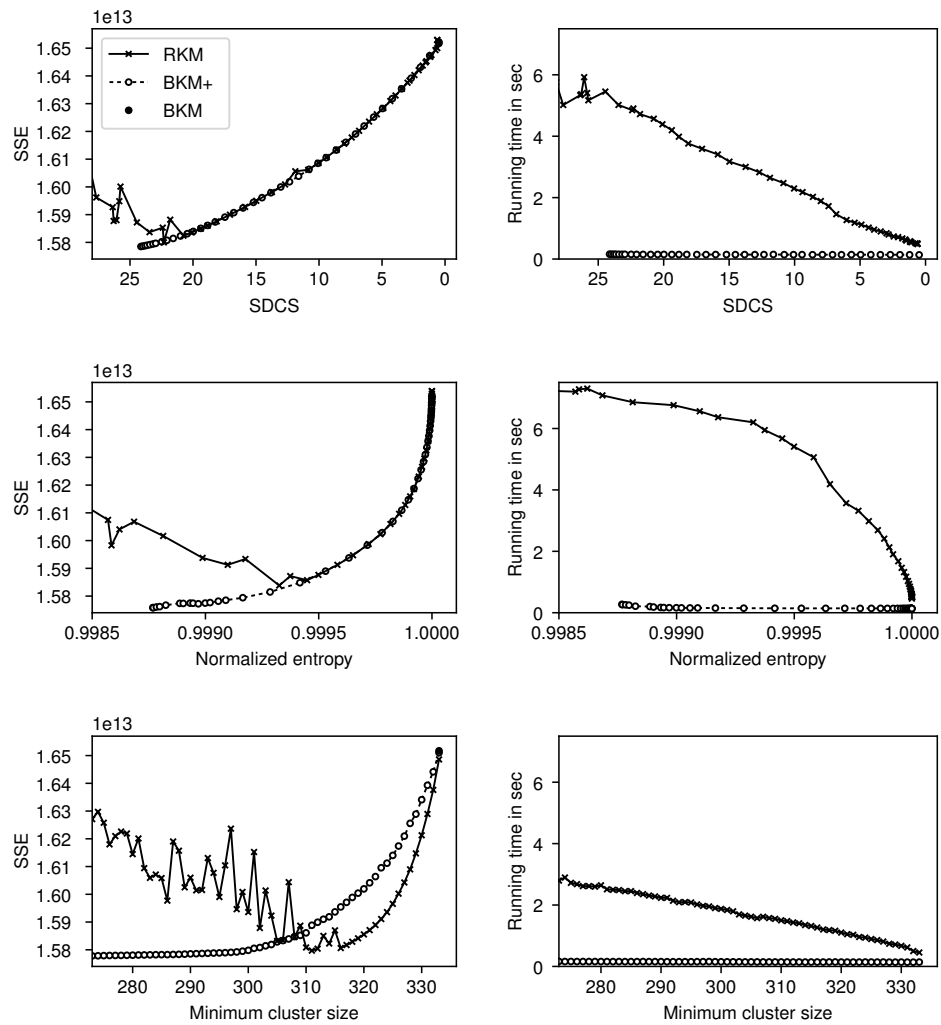 1e13
1.65
1.64
1.63
1.62
1.61
1.60
1.59
1.58
SSE
RKM
BKM+
BKM
25 20 15 10 5 0
SDCS
6
4
2
0
Running time in sec
25 20 15 10 5 0
SDCS
1e13
1.65
1.64
1.63
1.62
1.61
1.60
1.59
1.58
SSE
0.9985 0.9990 0.9995 1.0000
Normalized entropy
6
4
2
0
Running time in sec
0.9985 0.9990 0.9995 1.0000
Normalized entropy
1e13
1.65
1.64
1.63
1.62
1.61
1.60
1.59
1.58
SSE
280 290 300 310 320 330
Minimum cluster size
6
4
2
0
Running time in sec
280 290 300 310 320 330
Minimum cluster size